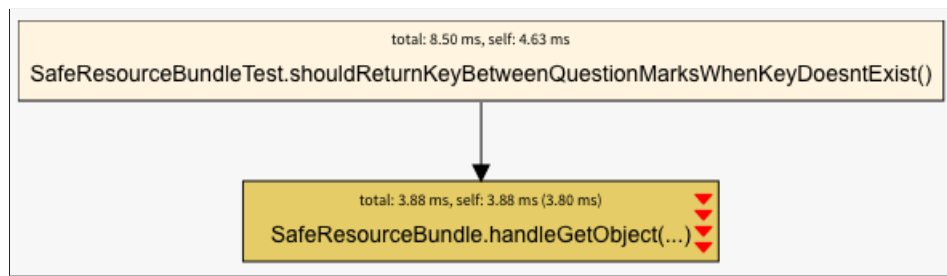 total: 8.50 ms, self: 4.63 ms
SafeResourceBundleTest.shouldReturnKeyBetweenQuestionMarksWhenKeyDoesntExist()
total: 3.88 ms, self: 3.88 ms (3.80 ms)
SafeResourceBundle.handleGetObject(...)